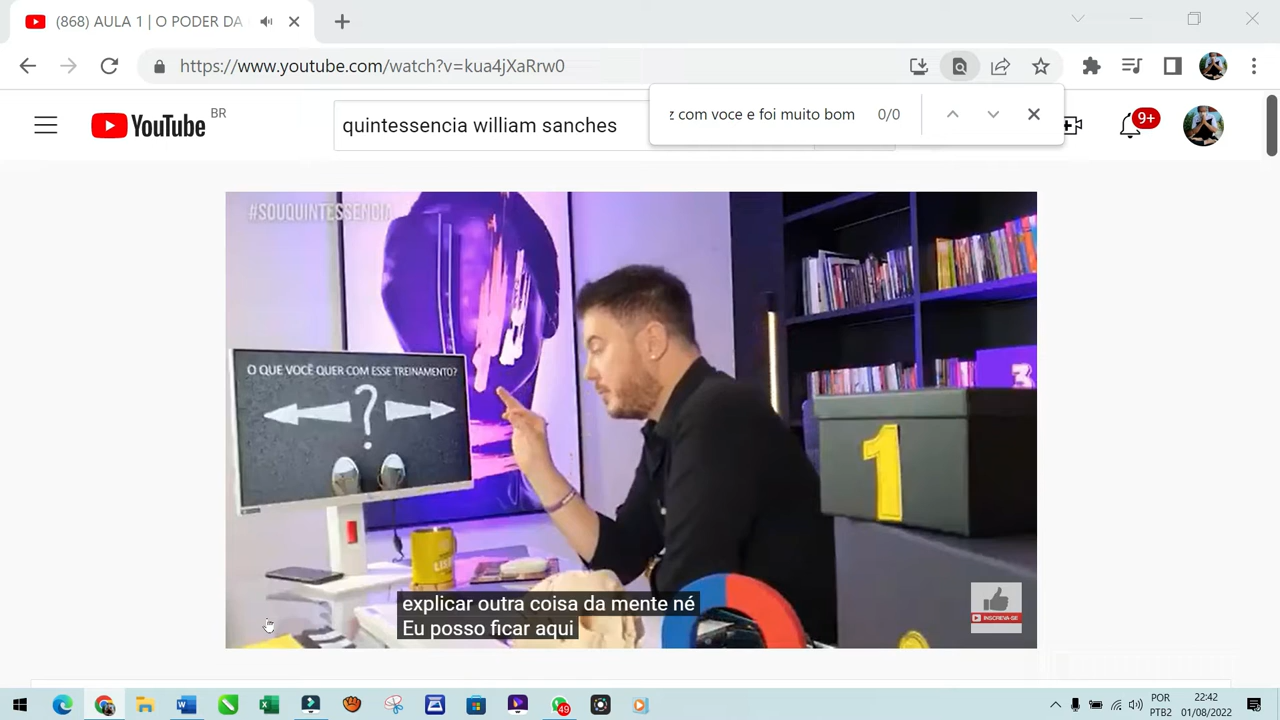 (868) AULA 1 | O PODER DA
https://www.youtube.com/watch?v=kua4jXaRrw0
com voce e foi muito bom 0/0
YouTube BR
quintessencia william sanches
9+
#SOUQUINTESSENCIA
O QUE VOCÊ QUER COM ESSE TREINAMENTO?
?
3
1
explicar outra coisa da mente né
Eu posso ficar aqui
INSCREVA-SE
49
POR
PTB2
22:42
01/08/2022